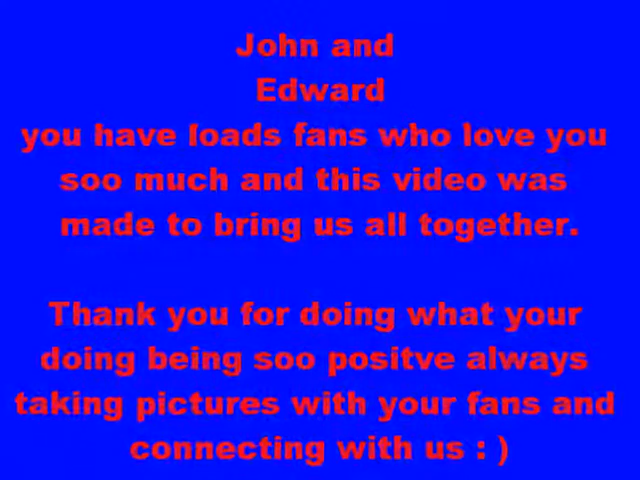 John and
Edward
you have loads fans who love you
soo much and this video was
made to bring us all together.
Thank you for doing what your
doing being soo positve always
taking pictures with your fans and
connecting with us : )